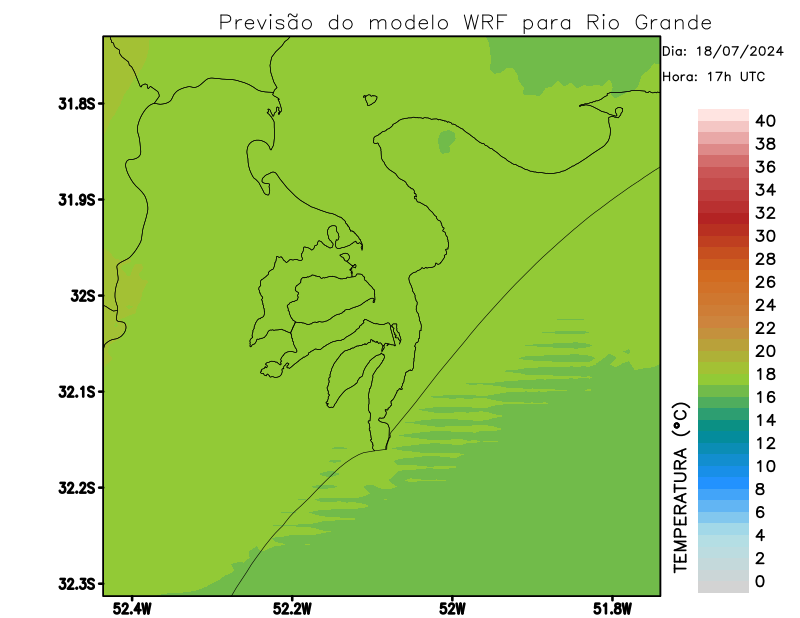 Previsão do modelo WRF para Rio Grande
Dia: 18/07/2024
Hora: 17h UTC
31.8S
31.9S
32S
32.1S
32.2S
32.3S
52.4W
52.2W
52W
51.8W
TEMPERATURA (°C)
40
38
36
34
32
30
28
26
24
22
20
18
16
14
12
10
8
6
4
2
0